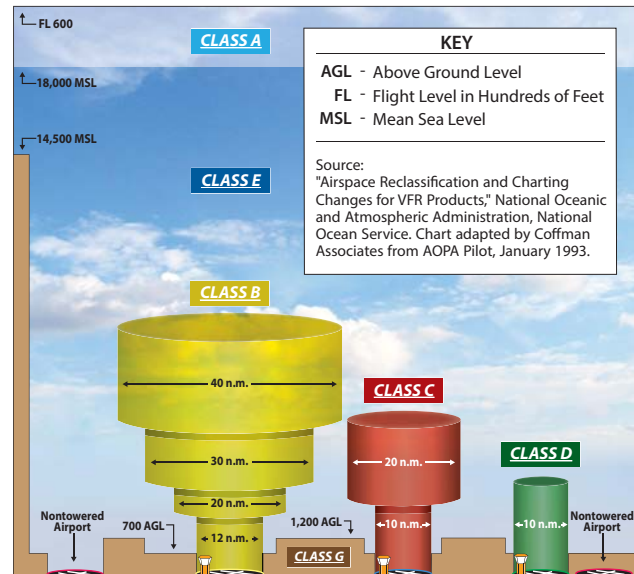 FL 600
CLASS A
18,000 MSL
14,500 MSL
KEY
AGL - Above Ground Level
FL - Flight Level in Hundreds of Feet
MSL - Mean Sea Level
Source:
"Airspace Reclassification and Charting
Changes for VFR Products," National Oceanic
and Atmospheric Administration, National
Ocean Service. Chart adapted by Coffman
Associates from AOPA Pilot, January 1993.
CLASS E
CLASS B
40 n.m.
CLASS C
30 n.m.
20 n.m.
CLASS D
20 n.m.
Nontowered
Airport
700 AGL
12 n.m.
1,200 AGL
10 n.m.
10 n.m.
Nontowered
Airport
CLASS G